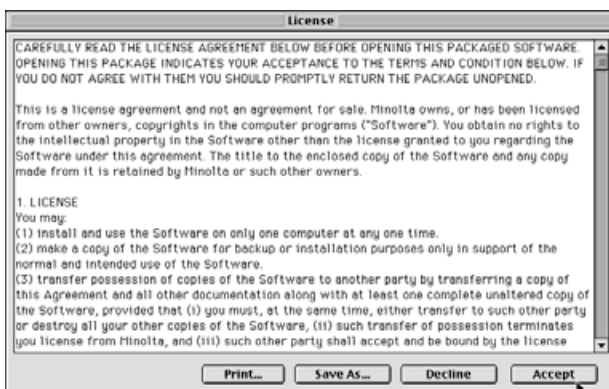 License
CAREFULLY READ THE LICENSE AGREEMENT BELOW BEFORE OPENING THIS PACKAGED SOFTWARE.
OPENING THIS PACKAGE INDICATES YOUR ACCEPTANCE TO THE TERMS AND CONDITION BELOW. IF
YOU DO NOT AGREE WITH THEM YOU SHOULD PROMPTLY RETURN THE PACKAGE UNOPENED.
This is a license agreement and not an agreement for sale. Minolta owns, or has been licensed
from other owners, copyrights in the computer programs ("Software"). You obtain no rights to
the intellectual property in the Software other than the license granted to you regarding the
Software under this agreement. The title to the enclosed copy of the Software and any copy
made from it is retained by Minolta or such other owners.
1. LICENSE
You may:
(1) install and use the Software on only one computer at any one time.
(2) make a copy of the Software for backup or installation purposes only in support of the
normal and intended use of the Software.
(3) transfer possession of copies of the Software to another party by transferring a copy of
this Agreement and all other documentation along with at least one complete unaltered copy of
the Software, provided that (i) you must, at the same time, either transfer to such other party
or destroy all your other copies of the Software, (ii) such transfer of possession terminates
you license from Minolta, and (iii) such other party shall accept and be bound by the license
Print... Save As... Decline Accept